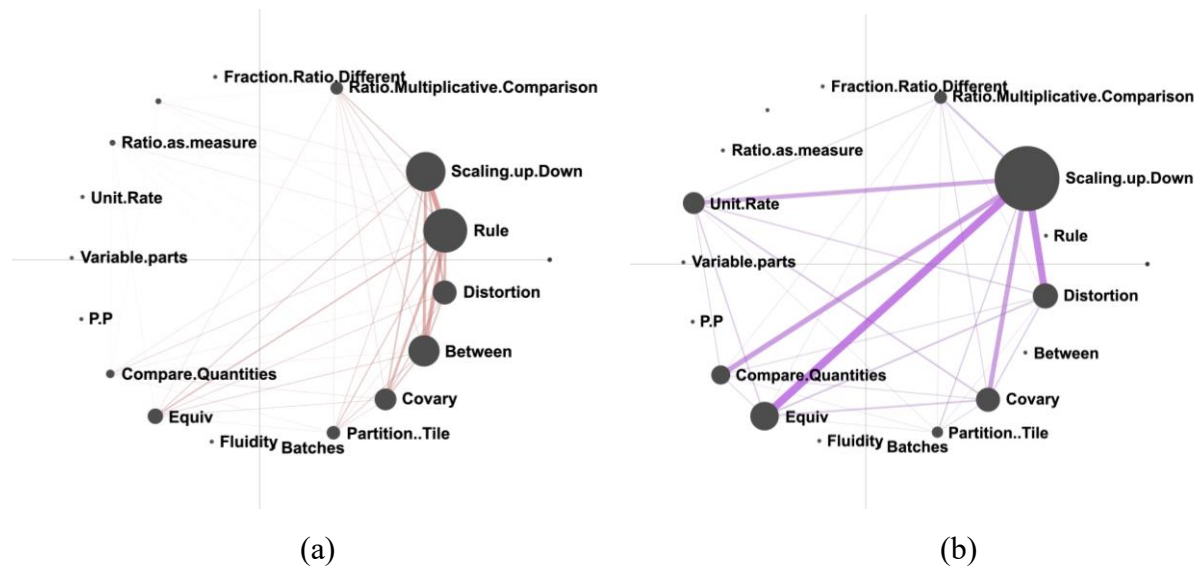 Fraction.Ratio.Different
Ratio.Multiplicative.Comparison
Ratio.as.measure
Scaling.up.Down
Unit.Rate
Rule
Variable.parts
Distortion
P.P
Between
Compare.Quantities
Covary
Equiv
Partition..Tile
Fluidity
Batches
(a)
Fraction.Ratio.Different
Ratio.Multiplicative.Comparison
Ratio.as.measure
Scaling.up.Down
Unit.Rate
Rule
Variable.parts
Distortion
P.P
Between
Compare.Quantities
Covary
Equiv
Partition..Tile
Fluidity
Batches
(b)